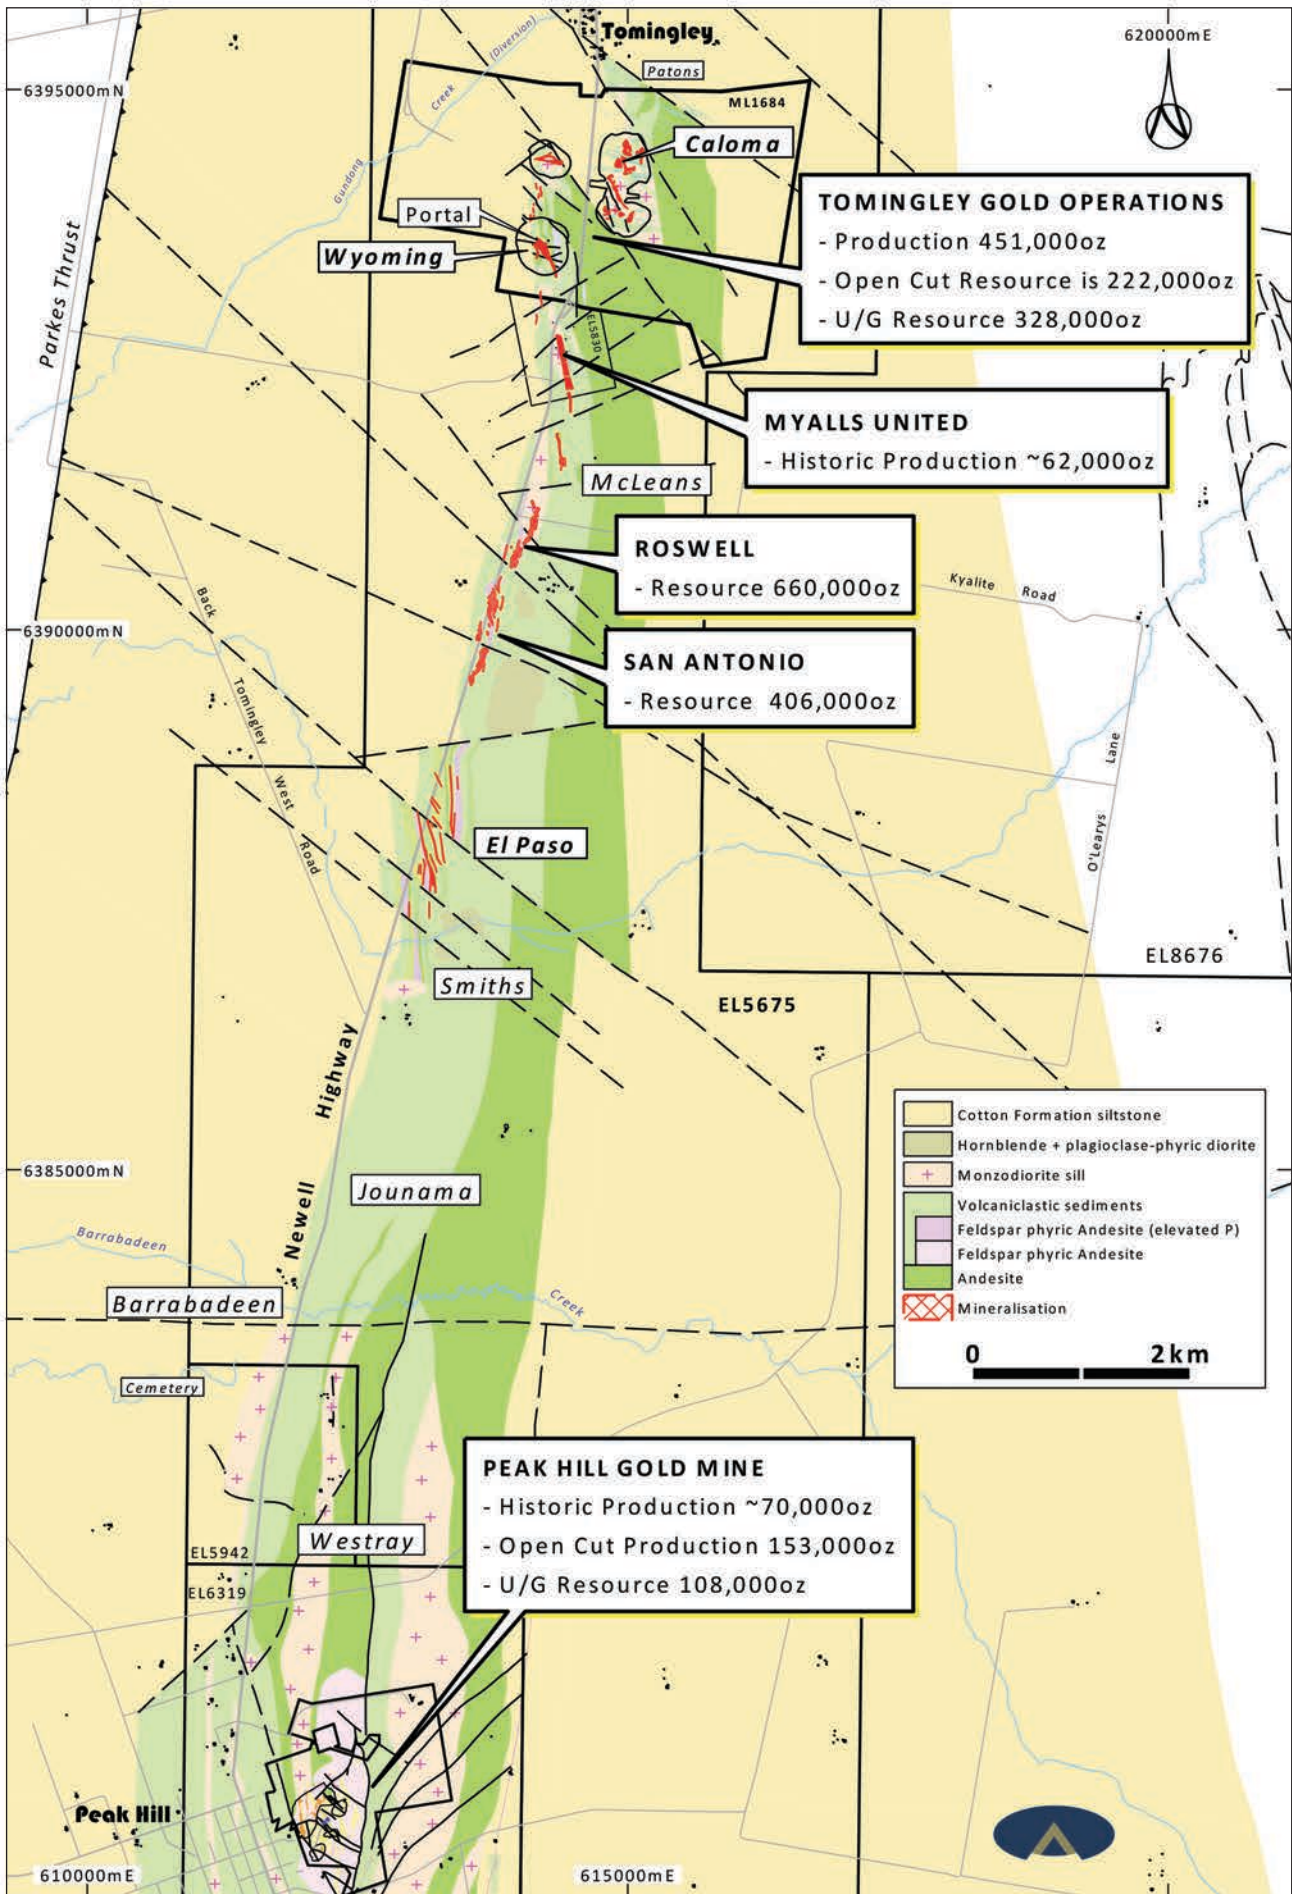 Tomingley
620000mE
Patons
6395000mN
ML1684
Gundong Creek (Diversion)
Caloma
TOMINGLEY GOLD OPERATIONS
- Production 451,000oz
- Open Cut Resource is 222,000oz
- U/G Resource 328,000oz
Portal
Wyoming
Parkes Thrust
EL5830
MYALLS UNITED
- Historic Production ~62,000oz
McLeans
ROSWELL
- Resource 660,000oz
Kyalite Road
6390000mN
SAN ANTONIO
- Resource 406,000oz
Back Tomingley West Road
O'Learys Lane
El Paso
EL8676
Smiths
EL5675
Newell Highway
Cotton Formation siltstone
Hornblende + plagioclase-phyric diorite
Monzodiorite sill
Volcaniclastic sediments
Feldspar phyric Andesite (elevated P)
Feldspar phyric Andesite
Andesite
Mineralisation
0 2km
6385000mN
Jounama
Barrabadeen Creek
Barrabadeen
Cemetery
PEAK HILL GOLD MINE
- Historic Production ~70,000oz
- Open Cut Production 153,000oz
- U/G Resource 108,000oz
Westray
EL5942
EL6319
Peak Hill
610000mE
615000mE